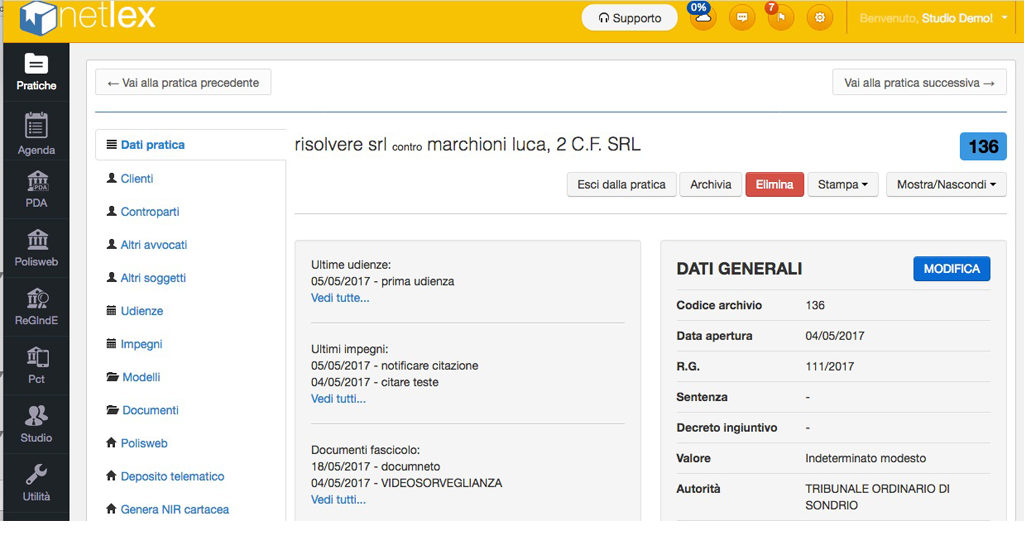 netlex
Supporto
0%
7
Benvenuto, Studio Demo!
Pratiche
Agenda
PDA
PDA
Polisweb
ReGIndE
Pct
Studio
Utilità
← Vai alla pratica precedente
Vai alla pratica successiva →
Dati pratica
Clienti
Controparti
Altri avvocati
Altri soggetti
Udienze
Impegni
Modelli
Documenti
Polisweb
Deposito telematico
Genera NIR cartacea
risolvere srl contro marchioni luca, 2 C.F. SRL
136
Esci dalla pratica
Archivia
Elimina
Stampa
Mostra/Nascondi
Ultime udienze:
05/05/2017 - prima udienza
Vedi tutte...
Ultimi impegni:
05/05/2017 - notificare citazione
04/05/2017 - citare teste
Vedi tutti...
Documenti fascicolo:
18/05/2017 - documneto
04/05/2017 - VIDEOSORVEGLIANZA
Vedi tutti...
DATI GENERALI
MODIFICA
Codice archivio 136
Data apertura 04/05/2017
R.G. 111/2017
Sentenza -
Decreto ingiuntivo -
Valore Indeterminato modesto
Autorità TRIBUNALE ORDINARIO DI
SONDRIO